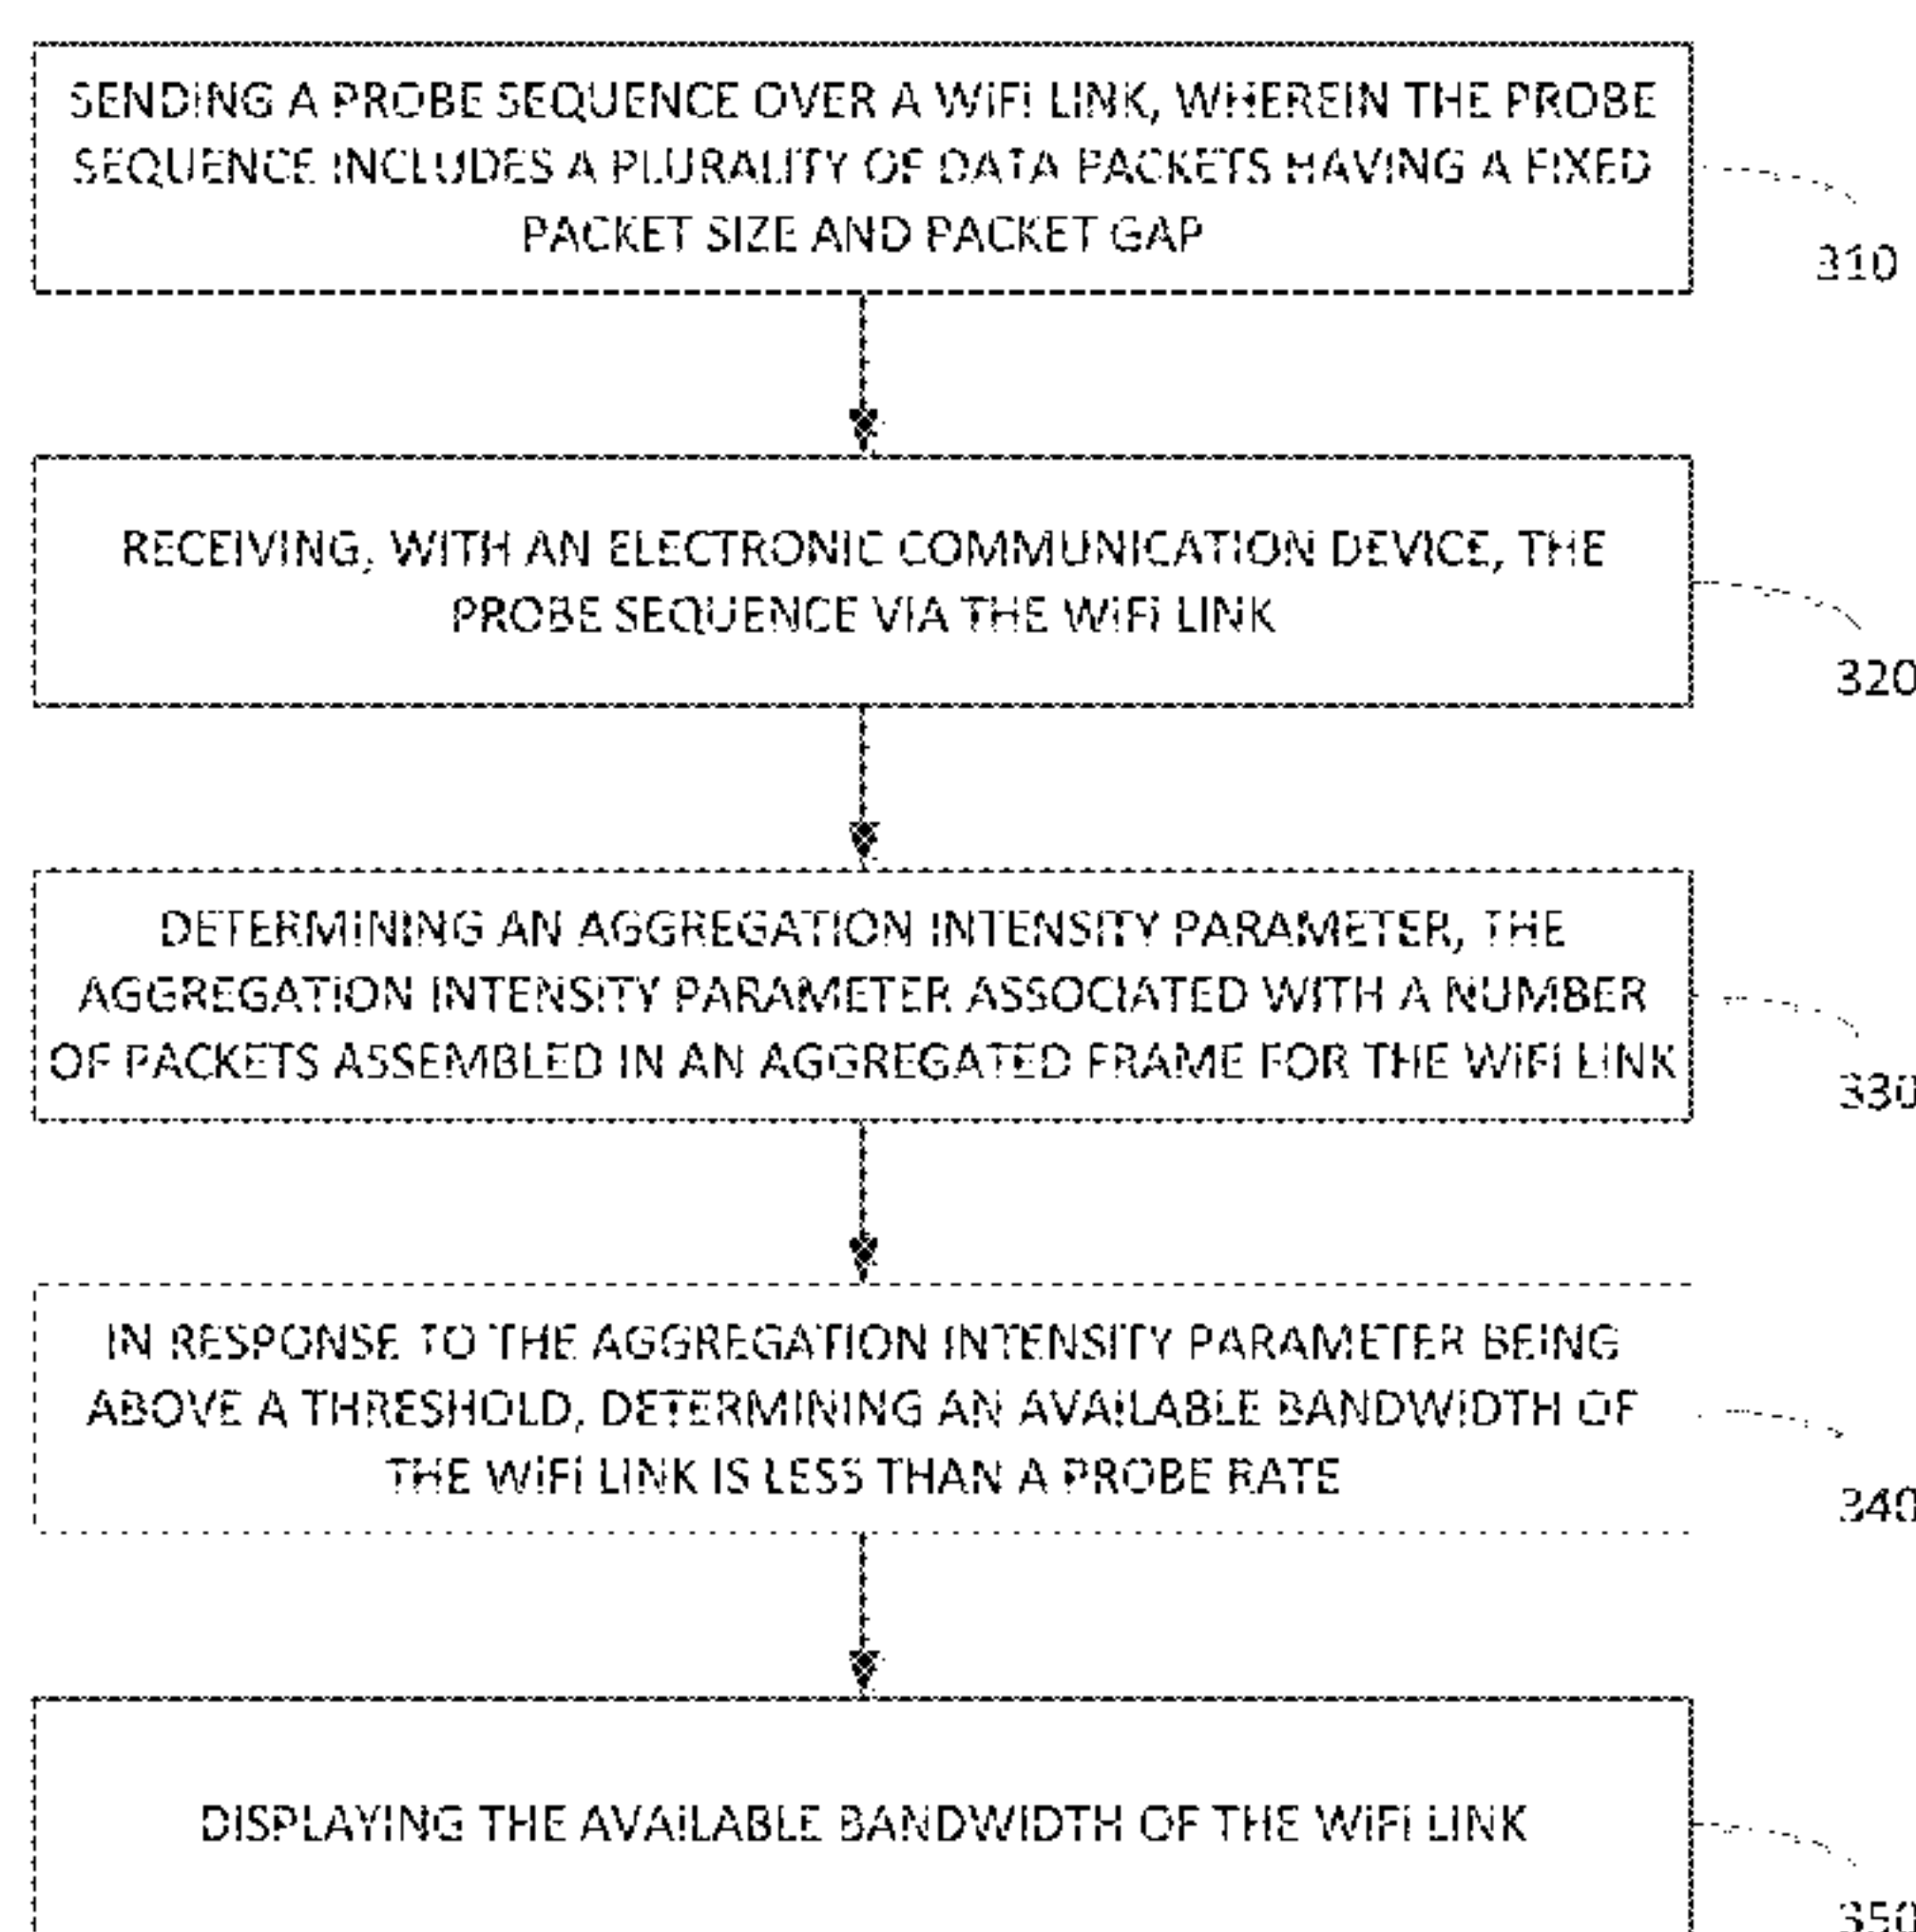 SENDING A PROBE SEQUENCE OVER A WiFi LINK, WHEREIN THE PROBE
SEQUENCE INCLUDES A PLURALITY OF DATA PACKETS HAVING A FIXED
PACKET SIZE AND PACKET GAP
310
RECEIVING, WITH AN ELECTRONIC COMMUNICATION DEVICE, THE
PROBE SEQUENCE VIA THE WiFi LINK
320
DETERMINING AN AGGREGATION INTENSITY PARAMETER, THE
AGGREGATION INTENSITY PARAMETER ASSOCIATED WITH A NUMBER
OF PACKETS ASSEMBLED IN AN AGGREGATED FRAME FOR THE WiFi LINK
330
IN RESPONSE TO THE AGGREGATION INTENSITY PARAMETER BEING
ABOVE A THRESHOLD, DETERMINING AN AVAILABLE BANDWIDTH OF
THE WiFi LINK IS LESS THAN A PROBE RATE
340
DISPLAYING THE AVAILABLE BANDWIDTH OF THE WiFi LINK
350